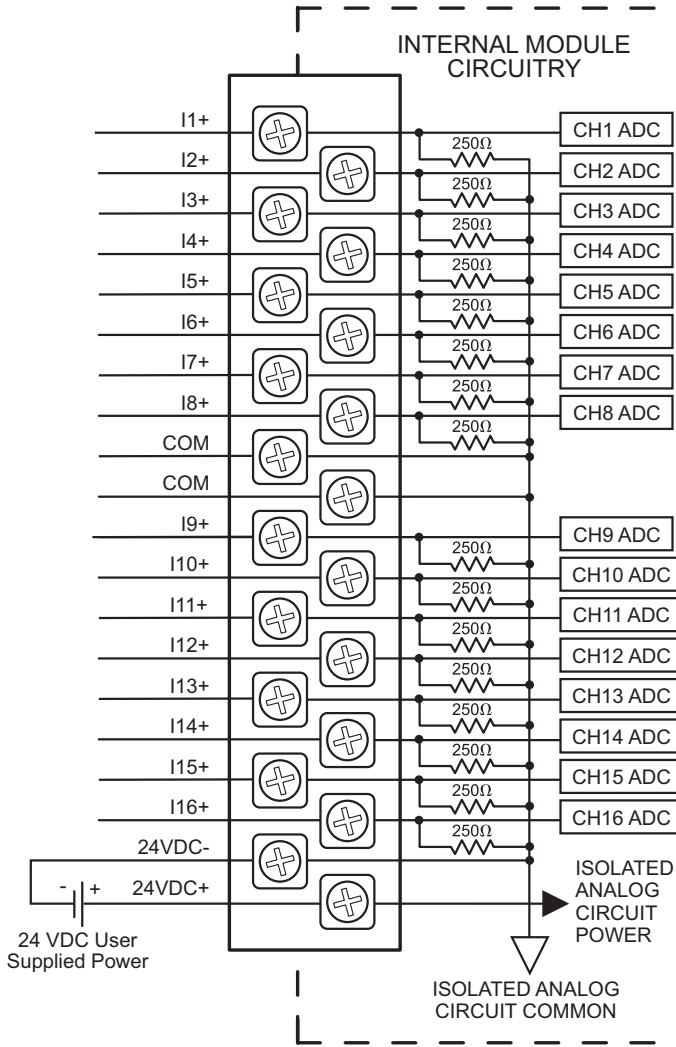 INTERNAL MODULE
CIRCUITRY
I1+
250Ω
CH1 ADC
I2+
250Ω
CH2 ADC
I3+
250Ω
CH3 ADC
I4+
250Ω
CH4 ADC
I5+
250Ω
CH5 ADC
I6+
250Ω
CH6 ADC
I7+
250Ω
CH7 ADC
I8+
250Ω
CH8 ADC
COM
COM
I9+
250Ω
CH9 ADC
I10+
250Ω
CH10 ADC
I11+
250Ω
CH11 ADC
I12+
250Ω
CH12 ADC
I13+
250Ω
CH13 ADC
I14+
250Ω
CH14 ADC
I15+
250Ω
CH15 ADC
I16+
250Ω
CH16 ADC
24VDC-
- + 24VDC+
24 VDC User
Supplied Power
ISOLATED
ANALOG
CIRCUIT
POWER
ISOLATED ANALOG
CIRCUIT COMMON